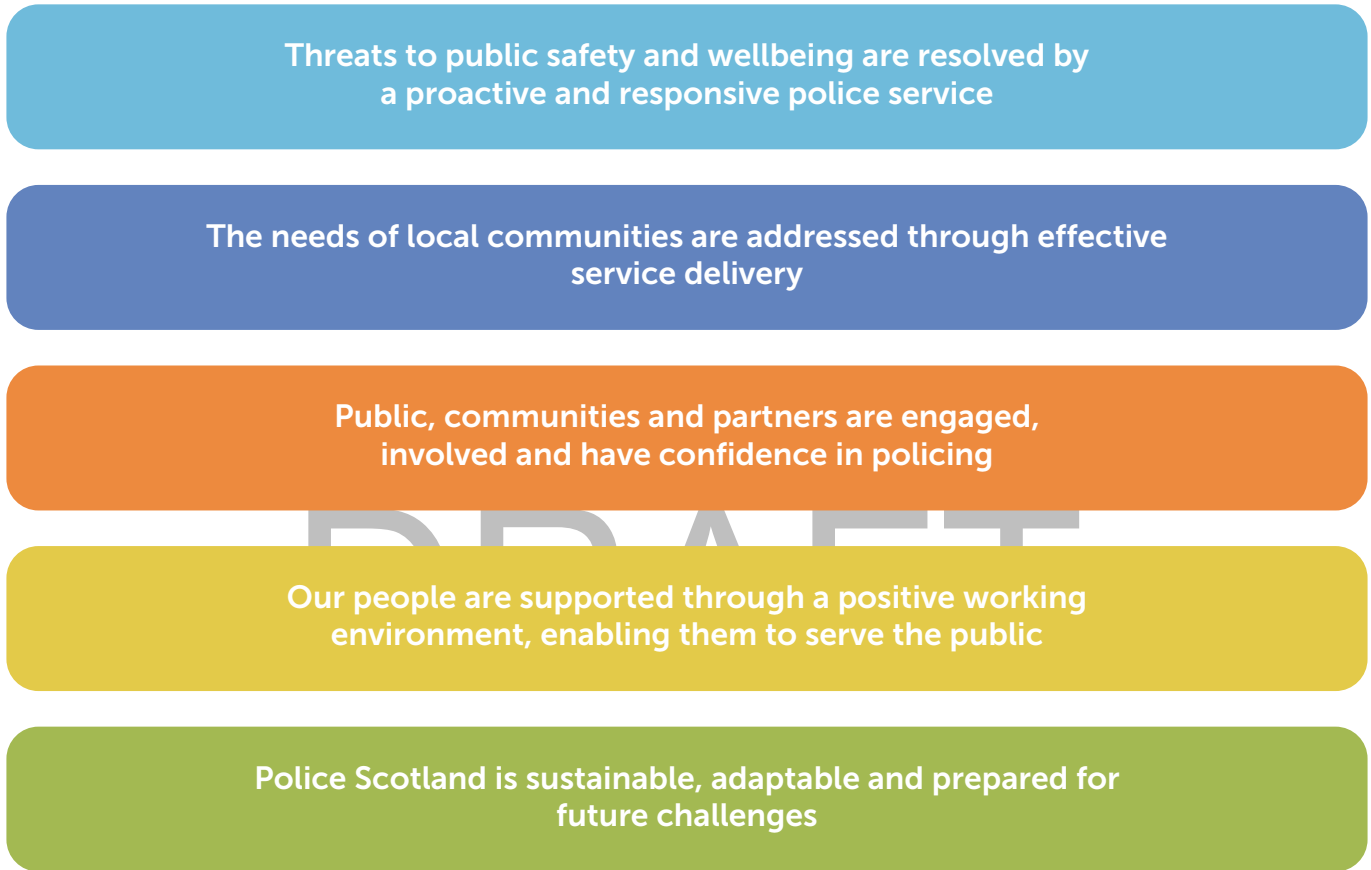 Threats to public safety and wellbeing are resolved by
a proactive and responsive police service
The needs of local communities are addressed through effective
service delivery
Public, communities and partners are engaged,
involved and have confidence in policing
DRAFT
Our people are supported through a positive working
environment, enabling them to serve the public
Police Scotland is sustainable, adaptable and prepared for
future challenges